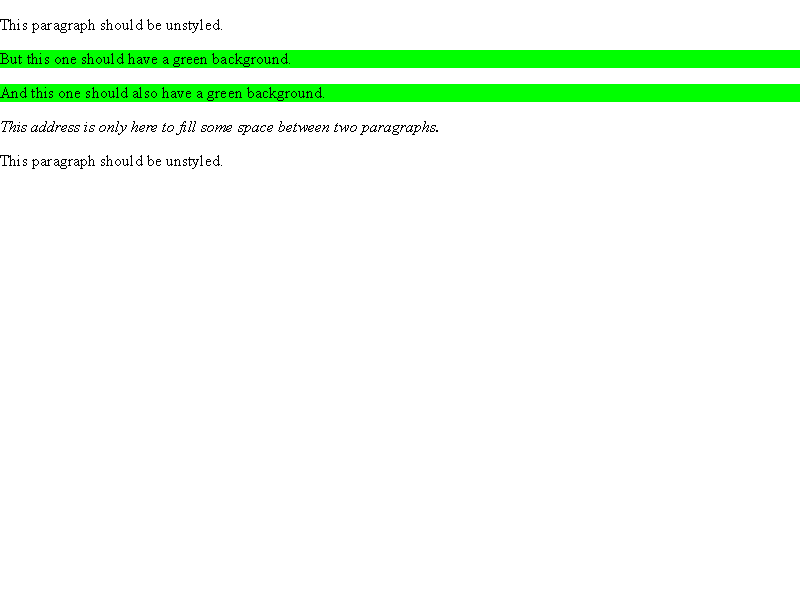 This paragraph should be unstyled.
But this one should have a green background.
And this one should also have a green background.
This address is only here to fill some space between two paragraphs.
This paragraph should be unstyled.